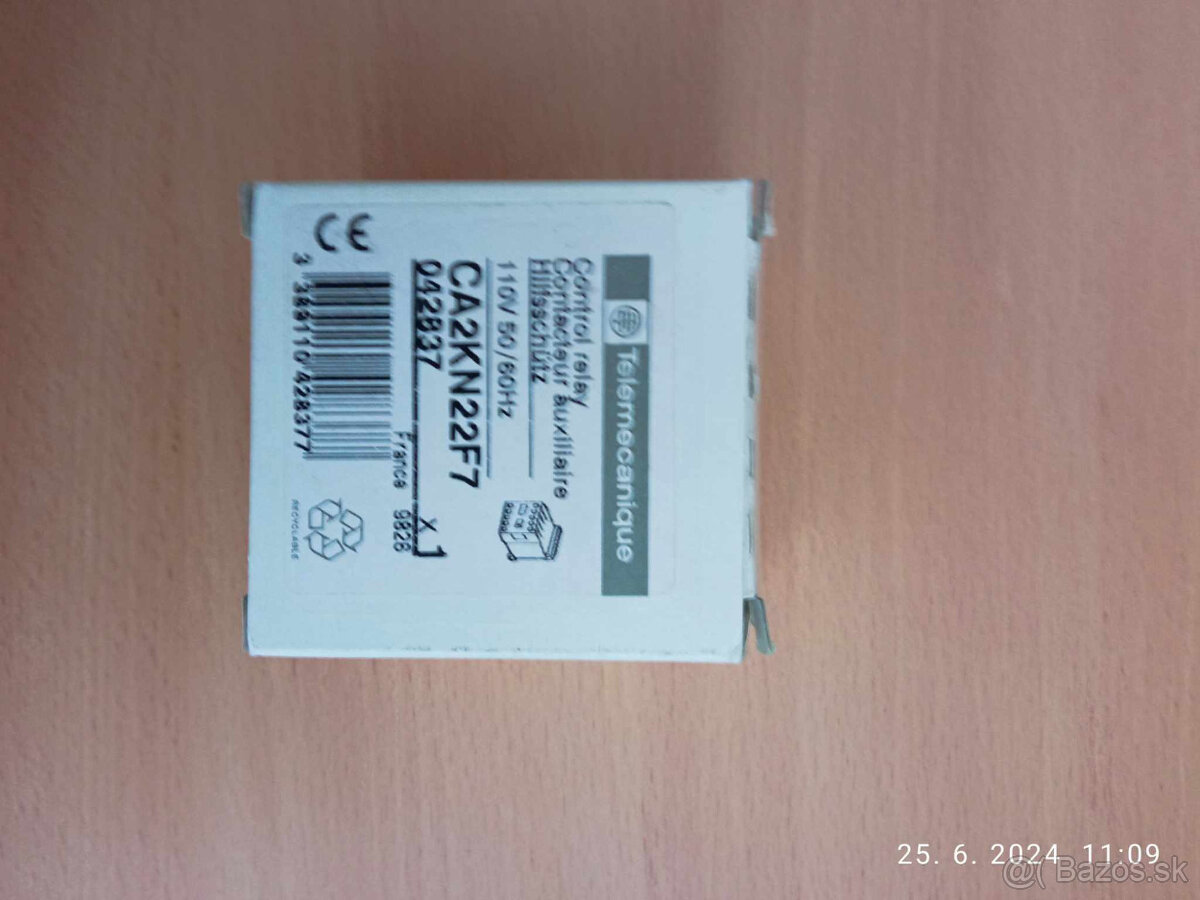 Telemecanique
Control relay
Contacteur auxiliaire
Hilfsschütz
110V 50/60Hz
CA2KN22F7
042837 x 1
France 9826
3 389110 428377
CE
RECYCLABLE
25. 6. 2024 11:09
Bazos.sk